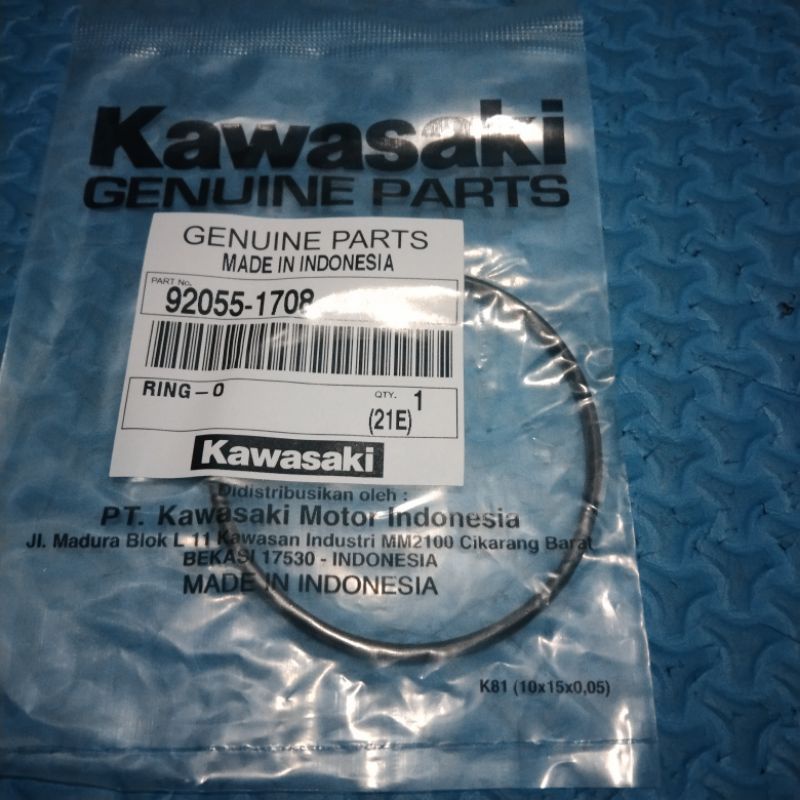 Kawasaki
GENUINE PARTS
GENUINE PARTS
MADE IN INDONESIA
PART No.
92055-1708
RING-O
QTY. 1
(21E)
Kawasaki
Didistribusikan oleh :
PT. Kawasaki Motor Indonesia
Jl. Madura Blok L 11 Kawasan Industri MM2100 Cikarang Barat
BEKASI 17530 - INDONESIA
MADE IN INDONESIA
K81 (10x15x0,05)